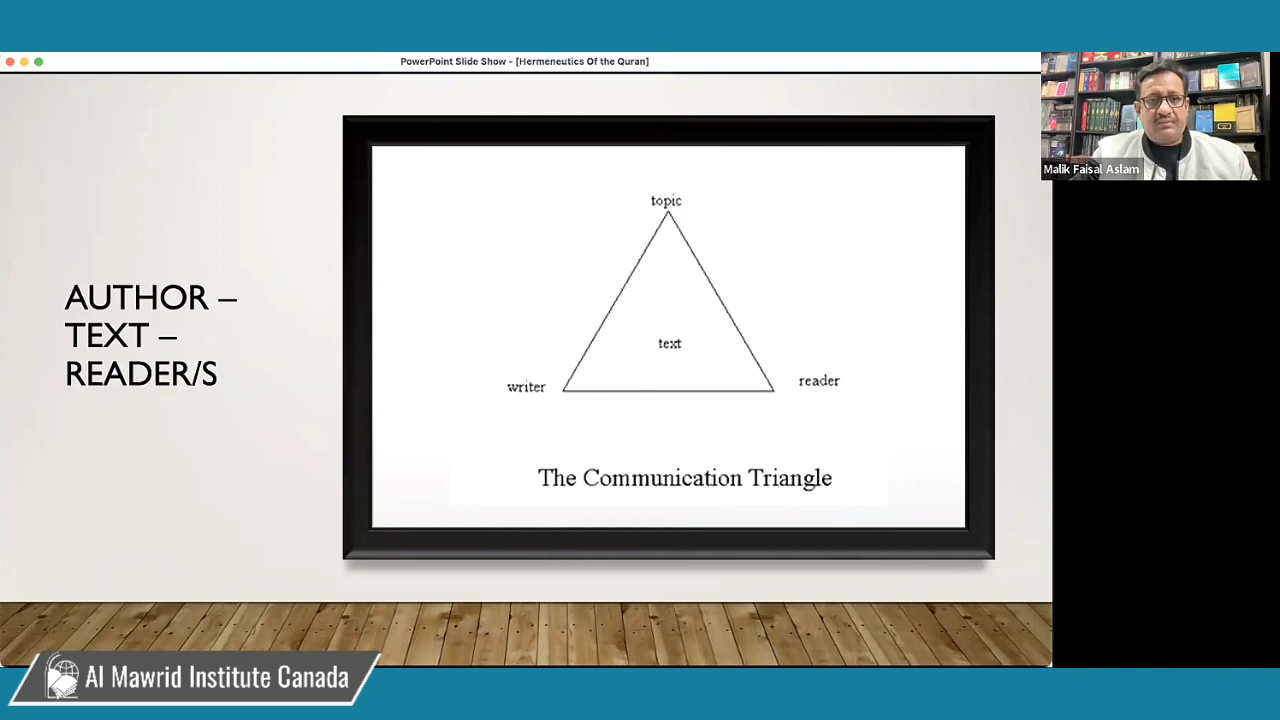 PowerPoint Slide Show - [Hermeneutics Of the Quran]
Malik Faisal Aslam
AUTHOR –
TEXT –
READER/S
topic
text
writer
reader
The Communication Triangle
Al Mawrid Institute Canada